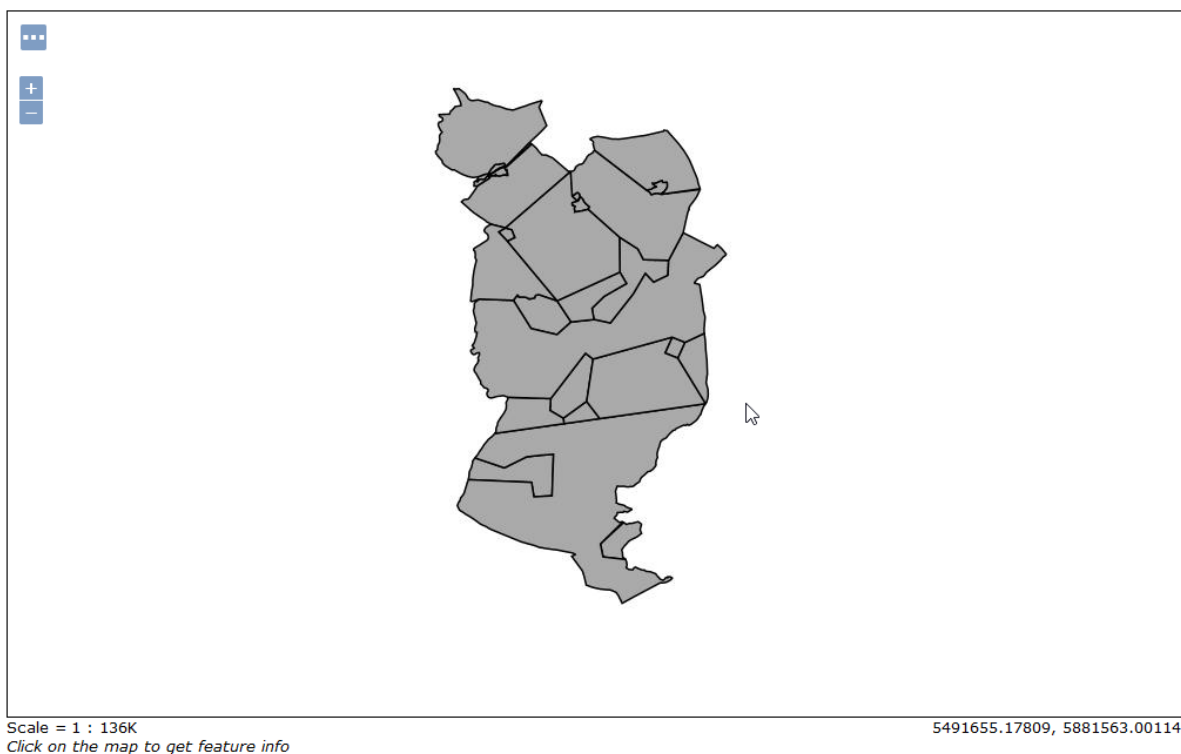 +
−
Scale = 1 : 136K
5491655.17809, 5881563.00114
Click on the map to get feature info